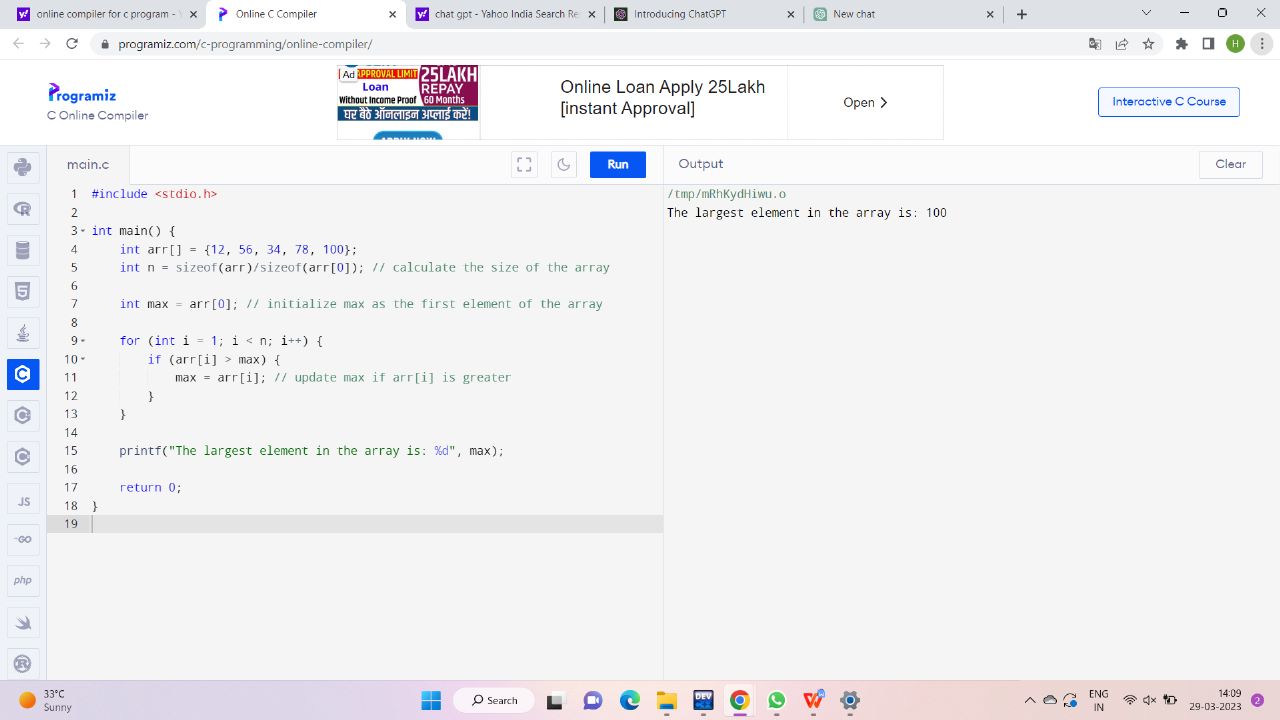 online compiler for c program - Y
Online C Compiler
chat gpt - Yahoo India Search Re
Introducing ChatG
New chat
programiz.com/c-programming/online-compiler/
H
Programiz
C Online Compiler
Ad
APPROVAL LIMIT
25LAKH
Loan
REPAY
Without Income Proof
60 Months
घर बैठे ऑनलाइन अप्लाई करें!
APPLY NOW
Online Loan Apply 25Lakh
[instant Approval]
Open
Interactive C Course
main.c
Run
Output
Clear
1 #include <stdio.h>
2
3 int main() {
4 int arr[] = {12, 56, 34, 78, 100};
5 int n = sizeof(arr)/sizeof(arr[0]); // calculate the size of the array
6
7 int max = arr[0]; // initialize max as the first element of the array
8
9 for (int i = 1; i < n; i++) {
10 if (arr[i] > max) {
11 max = arr[i]; // update max if arr[i] is greater
12 }
13 }
14
15 printf("The largest element in the array is: %d", max);
16
17 return 0;
18 }
19
/tmp/mRhKydHiwu.o
The largest element in the array is: 100
JS
GO
php
33°C
Sunny
Search
DEV
ENG
IN
14:09
29-03-2023
2